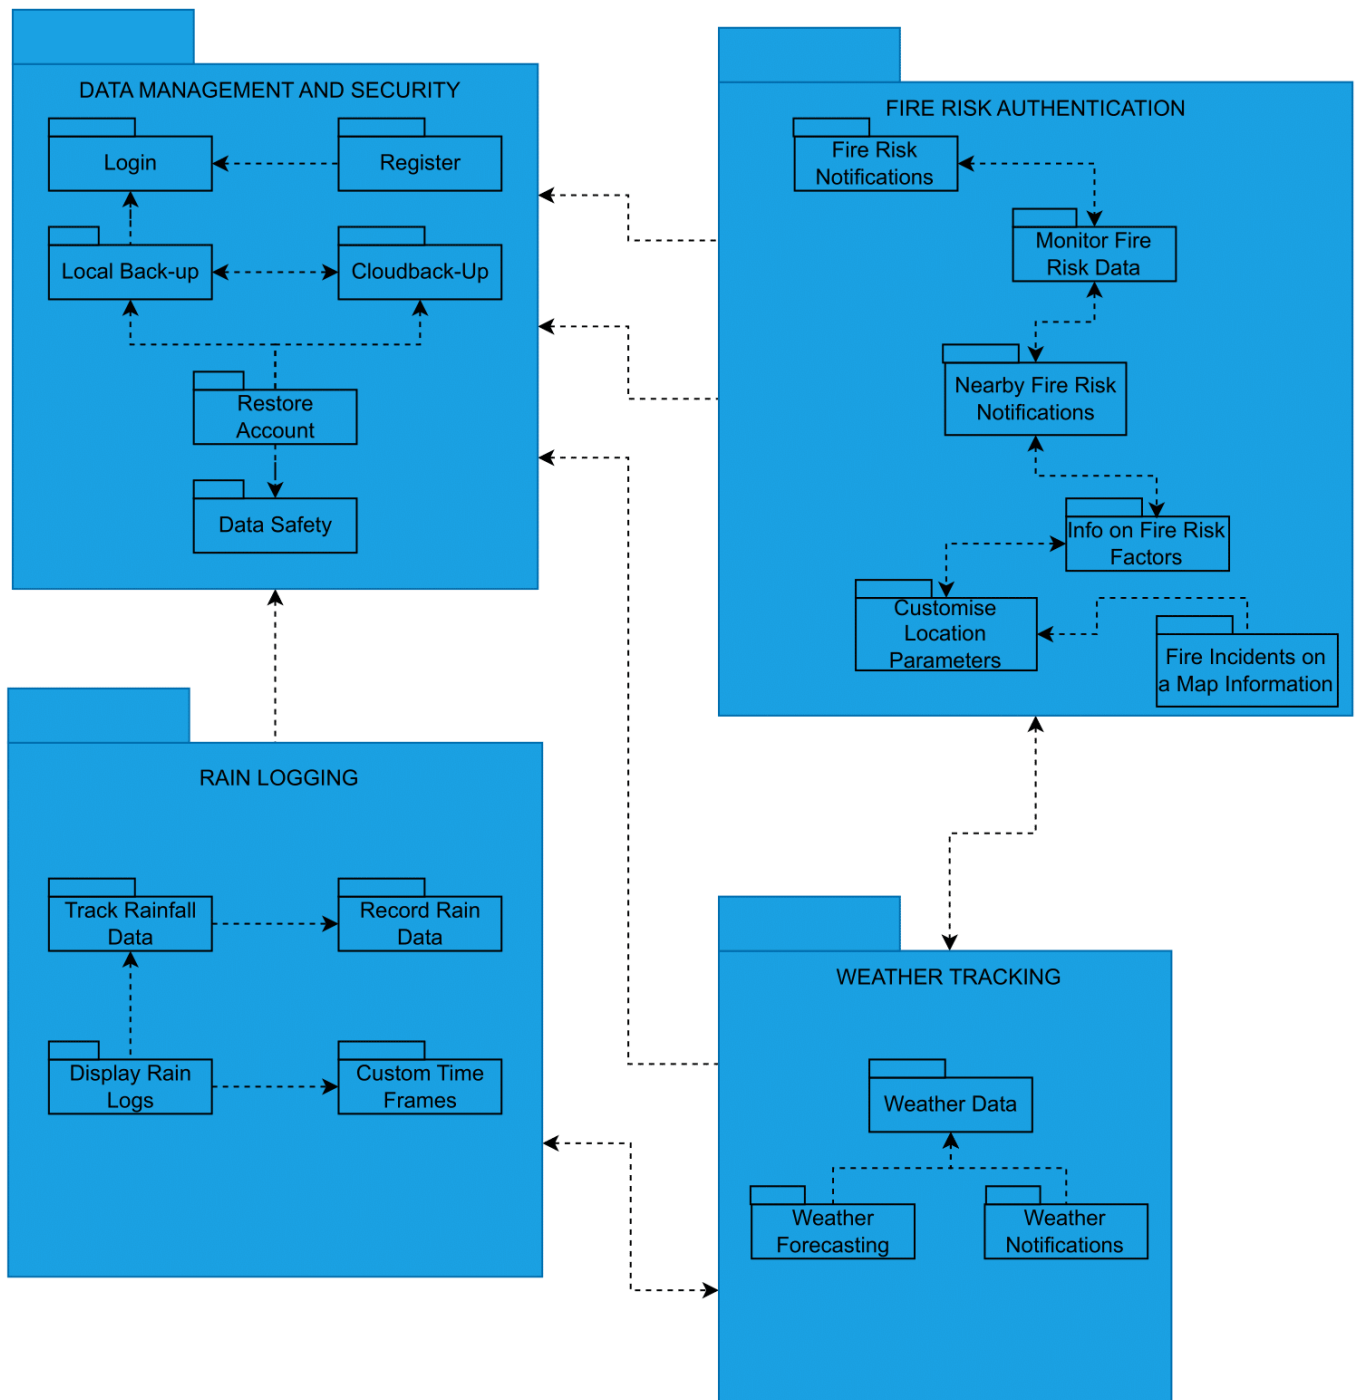 DATA MANAGEMENT AND SECURITY
Login
Register
Local Back-up
Cloudback-Up
Restore
Account
Data Safety
FIRE RISK AUTHENTICATION
Fire Risk
Notifications
Monitor Fire
Risk Data
Nearby Fire Risk
Notifications
Info on Fire Risk
Factors
Customise
Location
Parameters
Fire Incidents on
a Map Information
RAIN LOGGING
Track Rainfall
Data
Record Rain
Data
Display Rain
Logs
Custom Time
Frames
WEATHER TRACKING
Weather Data
Weather
Forecasting
Weather
Notifications